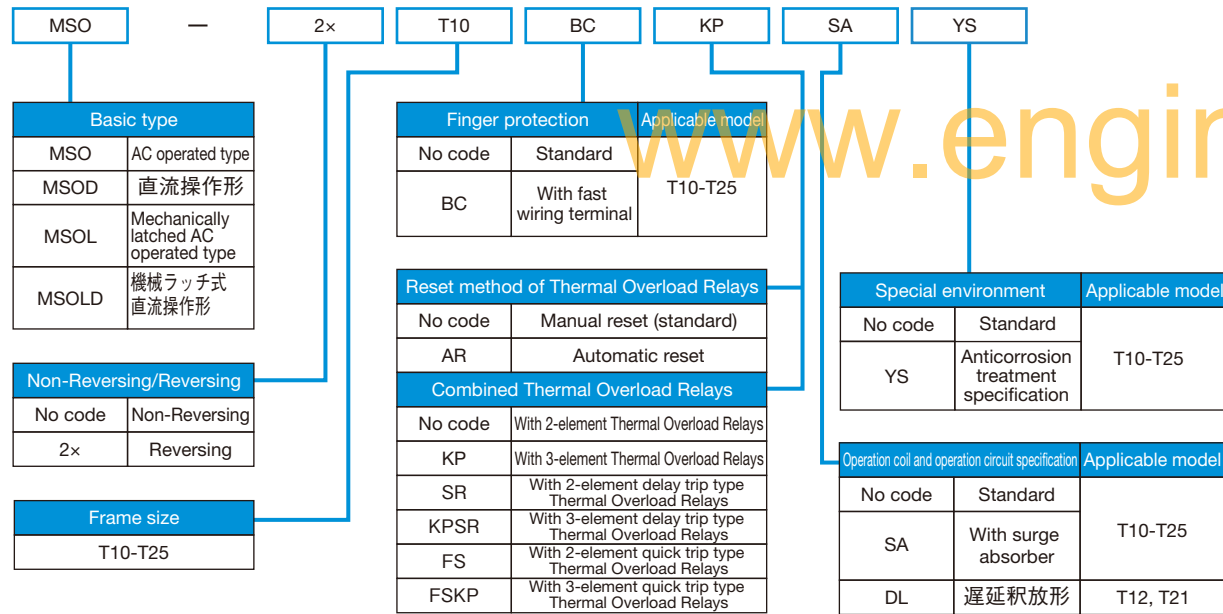 MSO — 2× T10 BC KP SA YS
www.engin
Basic type
MSO AC operated type
MSOD 直流操作形
MSOL Mechanically
latched AC
operated type
MSOLD 機械ラッチ式
直流操作形
Non-Reversing/Reversing
No code Non-Reversing
2× Reversing
Frame size
T10-T25
Finger protection Applicable model
No code Standard
BC With fast
wiring terminal
T10-T25
Reset method of Thermal Overload Relays
No code Manual reset (standard)
AR Automatic reset
Combined Thermal Overload Relays
No code With 2-element Thermal Overload Relays
KP With 3-element Thermal Overload Relays
SR With 2-element delay trip type
Thermal Overload Relays
KPSR With 3-element delay trip type
Thermal Overload Relays
FS With 2-element quick trip type
Thermal Overload Relays
FSKP With 3-element quick trip type
Thermal Overload Relays
Special environment Applicable model
No code Standard
YS Anticorrosion
treatment
specification
T10-T25
Operation coil and operation circuit specification Applicable model
No code Standard
SA With surge
absorber
T10-T25
DL 遅延釈放形 T12, T21